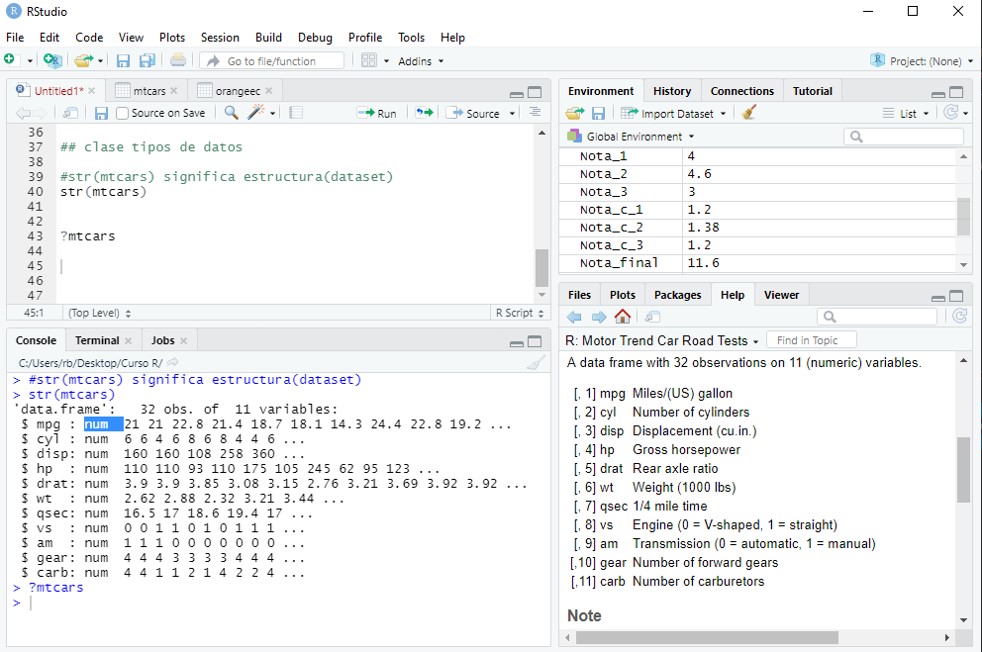 RStudio
File Edit Code View Plots Session Build Debug Profile Tools Help
Go to file/function Addins Project: (None)
Untitled1* mtcars orangeec
Source on Save Run Source
36
37 ## clase tipos de datos
38
39 #str(mtcars) significa estructura(dataset)
40 str(mtcars)
41
42
43 ?mtcars
44
45
46
47
45:1 (Top Level) R Script
Console Terminal Jobs
C:/Users/rb/Desktop/Curso R/
> #str(mtcars) significa estructura(dataset)
> str(mtcars)
'data.frame': 32 obs. of 11 variables:
$ mpg : num 21 21 22.8 21.4 18.7 18.1 14.3 24.4 22.8 19.2 ...
$ cyl : num 6 6 4 6 8 6 8 4 4 6 ...
$ disp: num 160 160 108 258 360 ...
$ hp : num 110 110 93 110 175 105 245 62 95 123 ...
$ drat: num 3.9 3.9 3.85 3.08 3.15 2.76 3.21 3.69 3.92 3.92 ...
$ wt : num 2.62 2.88 2.32 3.21 3.44 ...
$ qsec: num 16.5 17 18.6 19.4 17 ...
$ vs : num 0 0 1 1 0 1 0 1 1 1 ...
$ am : num 1 1 1 0 0 0 0 0 0 0 ...
$ gear: num 4 4 4 3 3 3 3 4 4 4 ...
$ carb: num 4 4 1 1 2 1 4 2 2 4 ...
> ?mtcars
>
Environment History Connections Tutorial
Import Dataset List
Global Environment
Nota_1 4
Nota_2 4.6
Nota_3 3
Nota_c_1 1.2
Nota_c_2 1.38
Nota_c_3 1.2
Nota_final 11.6
Files Plots Packages Help Viewer
R: Motor Trend Car Road Tests Find in Topic
A data frame with 32 observations on 11 (numeric) variables.
[, 1] mpg Miles/(US) gallon
[, 2] cyl Number of cylinders
[, 3] disp Displacement (cu.in.)
[, 4] hp Gross horsepower
[, 5] drat Rear axle ratio
[, 6] wt Weight (1000 lbs)
[, 7] qsec 1/4 mile time
[, 8] vs Engine (0 = V-shaped, 1 = straight)
[, 9] am Transmission (0 = automatic, 1 = manual)
[,10] gear Number of forward gears
[,11] carb Number of carburetors
Note